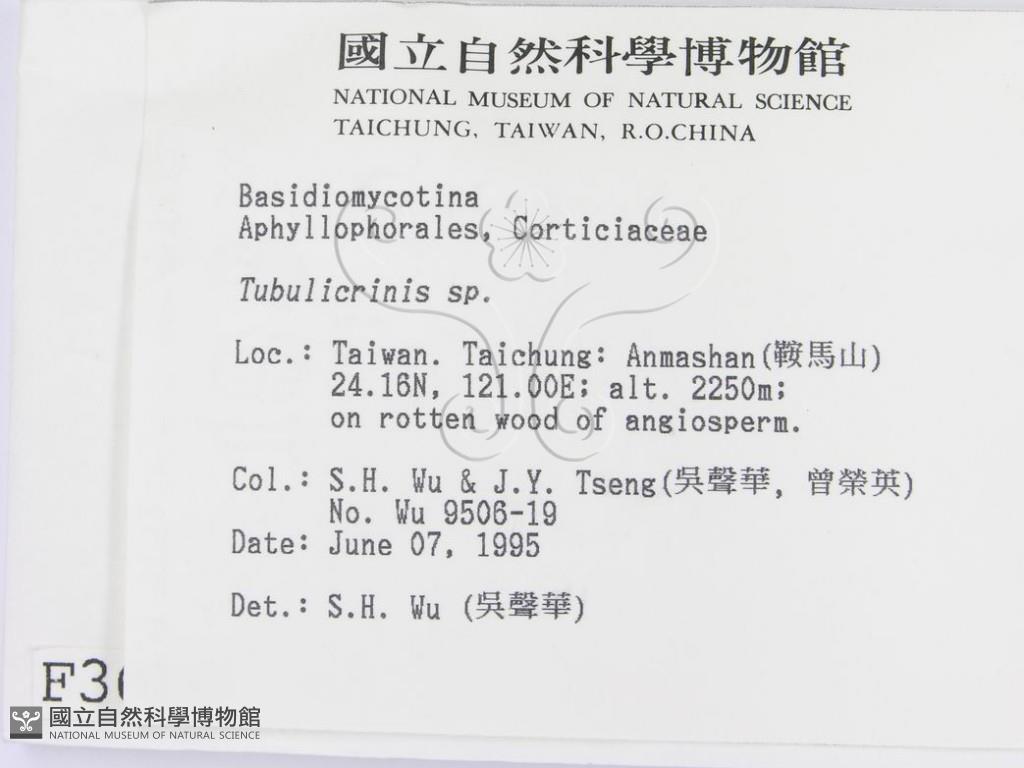 國立自然科學博物館
NATIONAL MUSEUM OF NATURAL SCIENCE
TAICHUNG, TAIWAN, R.O.CHINA
Basidiomycotina
Aphyllophorales, Corticiaceae
Tubulicrinis sp.
Loc.: Taiwan. Taichung: Anmashan(鞍馬山)
24.16N, 121.00E; alt. 2250m;
on rotten wood of angiosperm.
Col.: S.H. Wu & J.Y. Tseng(吳聲華, 曾榮英)
No. Wu 9506-19
Date: June 07, 1995
Det.: S.H. Wu (吳聲華)
國立自然科學博物館
NATIONAL MUSEUM OF NATURAL SCIENCE